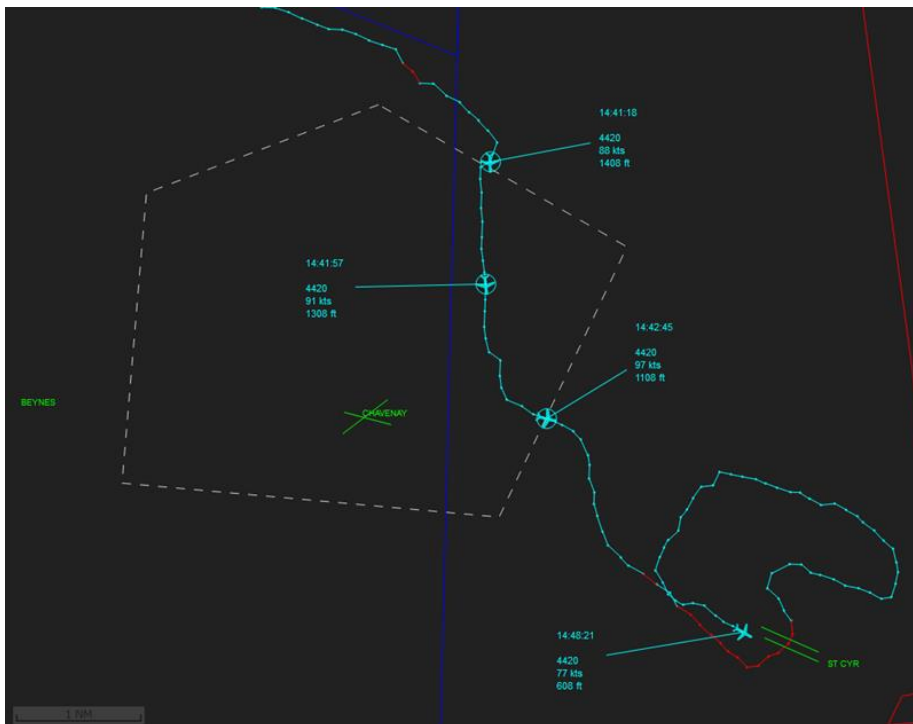 14:41:18
4420
88 kts
1408 ft
14:41:57
4420
91 kts
1308 ft
14:42:45
4420
97 kts
1108 ft
BEYNES
CHAVENAY
14:48:21
4420
77 kts
608 ft
ST CYR
1 NM